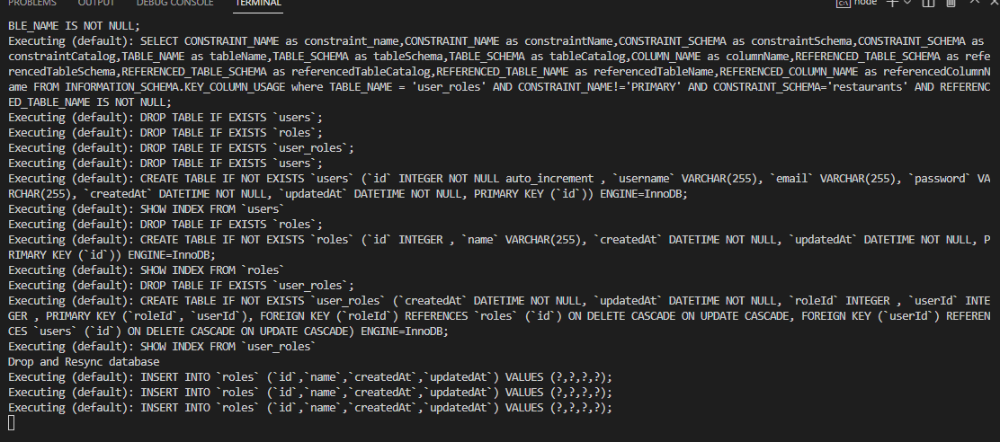 PROBLEMS OUTPUT DEBUG CONSOLE TERMINAL node
BLE_NAME IS NOT NULL;
Executing (default): SELECT CONSTRAINT_NAME as constraint_name,CONSTRAINT_NAME as constraintName,CONSTRAINT_SCHEMA as constraintSchema,CONSTRAINT_SCHEMA as
constraintCatalog,TABLE_NAME as tableName,TABLE_SCHEMA as tableSchema,TABLE_SCHEMA as tableCatalog,COLUMN_NAME as columnName,REFERENCED_TABLE_SCHEMA as refe
rencedTableSchema,REFERENCED_TABLE_SCHEMA as referencedTableCatalog,REFERENCED_TABLE_NAME as referencedTableName,REFERENCED_COLUMN_NAME as referencedColumnN
ame FROM INFORMATION_SCHEMA.KEY_COLUMN_USAGE where TABLE_NAME = 'user_roles' AND CONSTRAINT_NAME!='PRIMARY' AND CONSTRAINT_SCHEMA='restaurants' AND REFERENC
ED_TABLE_NAME IS NOT NULL;
Executing (default): DROP TABLE IF EXISTS `users`;
Executing (default): DROP TABLE IF EXISTS `roles`;
Executing (default): DROP TABLE IF EXISTS `user_roles`;
Executing (default): DROP TABLE IF EXISTS `users`;
Executing (default): CREATE TABLE IF NOT EXISTS `users` (`id` INTEGER NOT NULL auto_increment , `username` VARCHAR(255), `email` VARCHAR(255), `password` VA
RCHAR(255), `createdAt` DATETIME NOT NULL, `updatedAt` DATETIME NOT NULL, PRIMARY KEY (`id`)) ENGINE=InnoDB;
Executing (default): SHOW INDEX FROM `users`
Executing (default): DROP TABLE IF EXISTS `roles`;
Executing (default): CREATE TABLE IF NOT EXISTS `roles` (`id` INTEGER , `name` VARCHAR(255), `createdAt` DATETIME NOT NULL, `updatedAt` DATETIME NOT NULL, P
RIMARY KEY (`id`)) ENGINE=InnoDB;
Executing (default): SHOW INDEX FROM `roles`
Executing (default): DROP TABLE IF EXISTS `user_roles`;
Executing (default): CREATE TABLE IF NOT EXISTS `user_roles` (`createdAt` DATETIME NOT NULL, `updatedAt` DATETIME NOT NULL, `roleId` INTEGER , `userId` INTE
GER , PRIMARY KEY (`roleId`, `userId`), FOREIGN KEY (`roleId`) REFERENCES `roles` (`id`) ON DELETE CASCADE ON UPDATE CASCADE, FOREIGN KEY (`userId`) REFEREN
CES `users` (`id`) ON DELETE CASCADE ON UPDATE CASCADE) ENGINE=InnoDB;
Executing (default): SHOW INDEX FROM `user_roles`
Drop and Resync database
Executing (default): INSERT INTO `roles` (`id`,`name`,`createdAt`,`updatedAt`) VALUES (?,?,?,?);
Executing (default): INSERT INTO `roles` (`id`,`name`,`createdAt`,`updatedAt`) VALUES (?,?,?,?);
Executing (default): INSERT INTO `roles` (`id`,`name`,`createdAt`,`updatedAt`) VALUES (?,?,?,?);